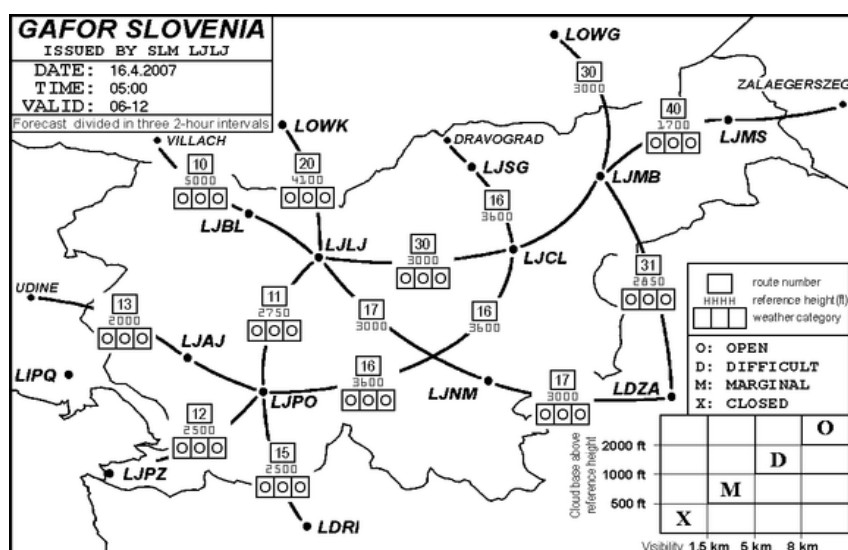 GAFOR SLOVENIA
ISSUED BY SLM LJLJ
DATE: 16.4.2007
TIME: 05:00
VALID: 06-12
Forecast divided in three 2-hour intervals
LOWG
30
3000
ZALAEGERSZEG
40
1700
LJMS
LOWK
VILLACH
10
5000
20
4100
DRAVOGRAD
LJSG
LJMB
16
3600
LJBL
LJLJ
30
3000
LJCL
UDINE
13
2000
11
2750
17
3000
16
3600
31
2850
LJAJ
LIPQ
LJPO
16
3600
LJNM
17
3000
LDZA
12
2500
LJPZ
15
2500
LDRI
route number
HHHH reference height(ft)
weather category
O: OPEN
D: DIFFICULT
M: MARGINAL
X: CLOSED
Cloud base above
reference height
2000 ft
1000 ft
500 ft
O
D
M
X
Visibility 1.5 km 5 km 8 km